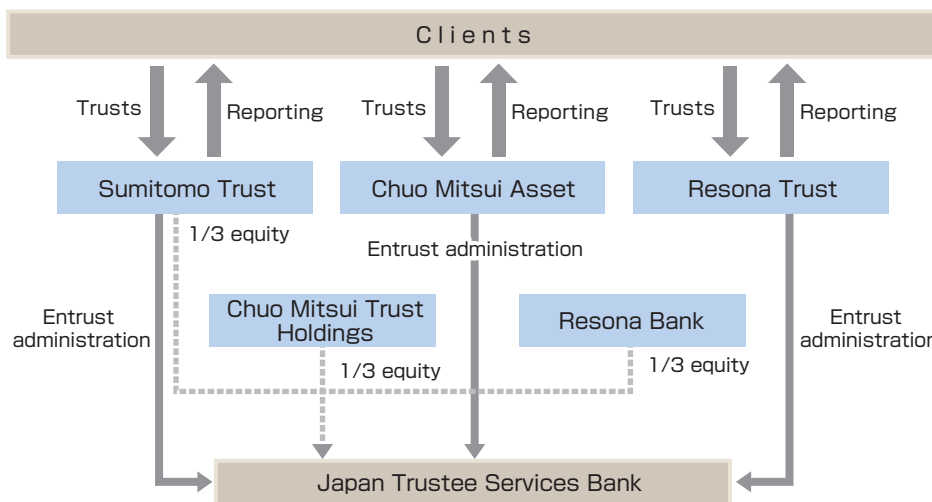 Clients
Trusts
Reporting
Trusts
Reporting
Trusts
Reporting
Sumitomo Trust
Chuo Mitsui Asset
Resona Trust
1/3 equity
Entrust administration
Chuo Mitsui Trust
Holdings
Resona Bank
Entrust
administration
Entrust
administration
1/3 equity
1/3 equity
Japan Trustee Services Bank